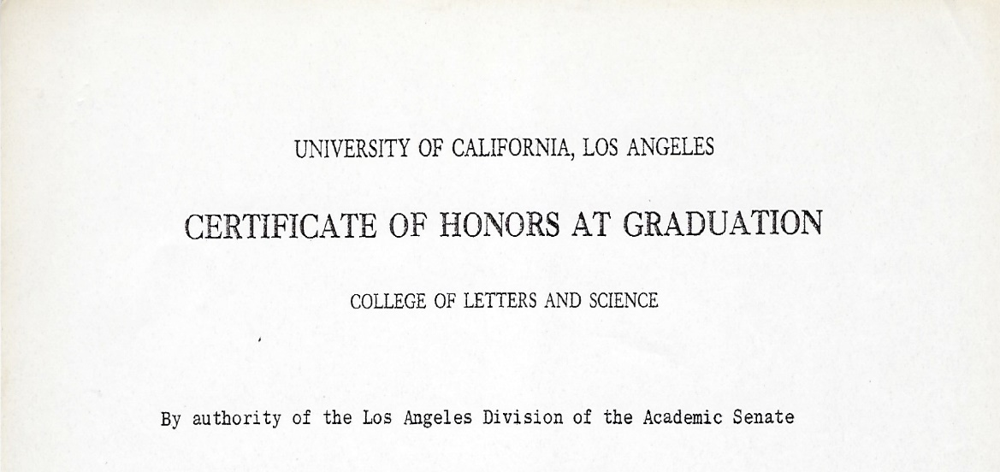 UNIVERSITY OF CALIFORNIA, LOS ANGELES
CERTIFICATE OF HONORS AT GRADUATION
COLLEGE OF LETTERS AND SCIENCE
By authority of the Los Angeles Division of the Academic Senate